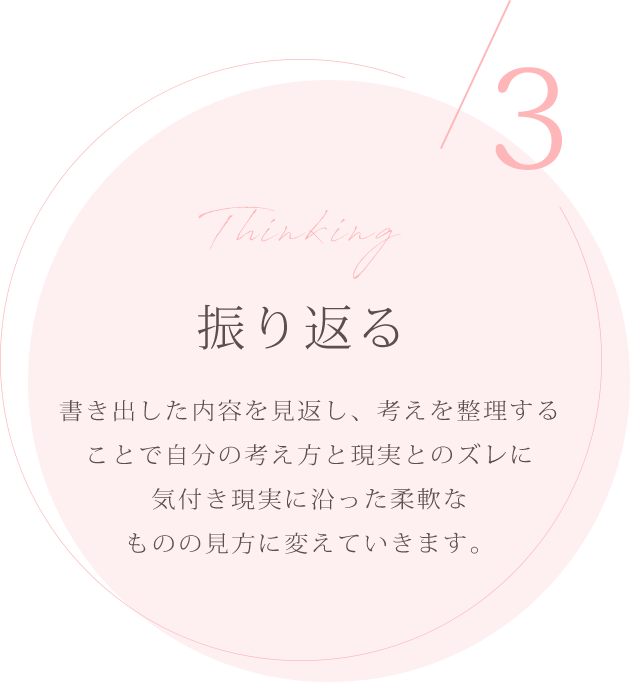 3
Thinking
振り返る
書き出した内容を見返し、考えを整理する
ことで自分の考え方と現実とのズレに
気付き現実に沿った柔軟な
ものの見方に変えていきます。